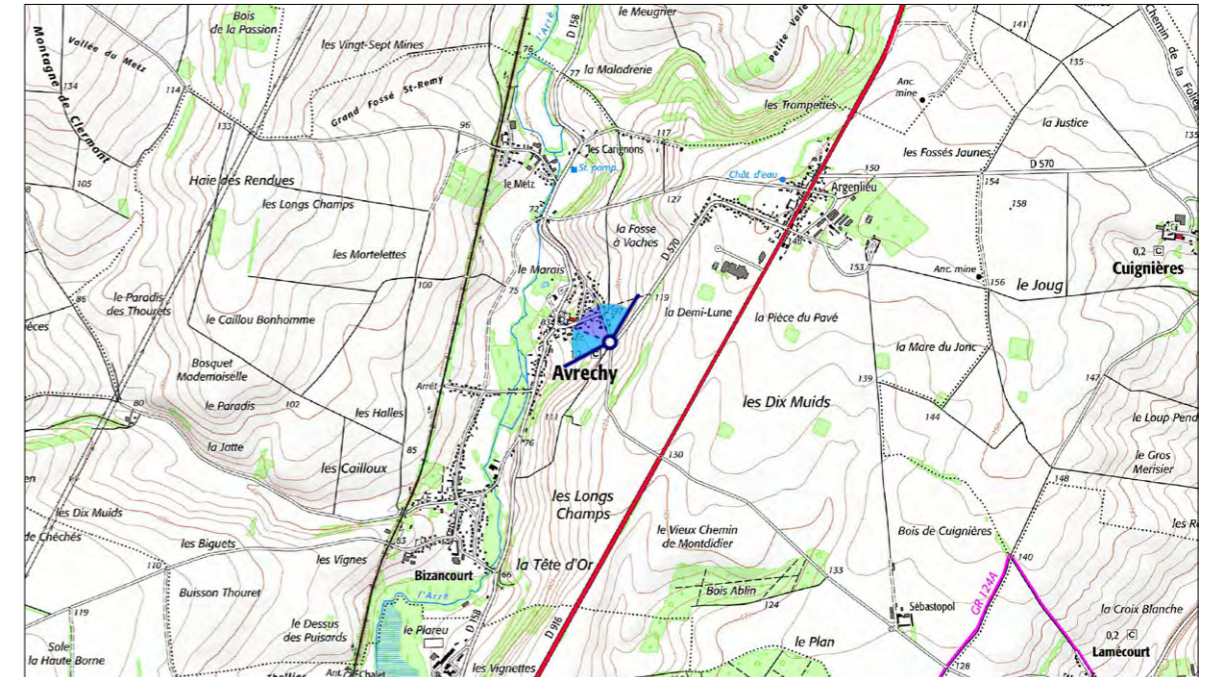 Bois
de la Passion
le Meugrier
Petite Vallée
141
Chemin de la Folie
Montagne de Clermont
Vallée du Metz
les Vingt-Sept Mines
76
l'Arré
D 158
77
la Maladrerie
135
134
114
Grand Fossé St-Remy
les Trompettes
Anc.
mine
la Justice
133
96
117
135
les Carignons
les Fossés Jaunes
St. pomp.
D 570
105
Haie des Rendues
le Metz
Chât. d'eau
150
Argenlieu
154
127
les Longs Champs
72
158
la Fosse
à Vaches
148
0,2 C
les Mortelettes
D 570
153
Cuignières
le Marais
Anc. mine
156
le Joug
86
le Paradis
des Thourets
100
75
119
la Demi-Lune
la Pièce du Pavé
le Caillou Bonhomme
la Mare du Jonc
Bosquet
Mademoiselle
Avrechy
Arrêt
139
147
80
le Paradis
102
les Halles
les Dix Muids
144
le Loup Pend
111
la Jatte
76
85
130
le Gros
Merisier
les Cailloux
148
les Longs
Champs
les Dix Muids
le Vieux Chemin
de Montdidier
Bois de Cuignières
de Chéchés
les Biguets
les Vignes
63
140
110
la Tête d'Or
133
Bizancourt
66
Bois Ablin
Buisson Thouret
l'Arré
124
GR 124A
Sébastopol
la Croix Blanche
119
le Dessus
des Puisards
le Plareu
D 158
D 916
le Plan
0,2 C
Sole
la Haute Borne
Lamécourt
les Vignettes
128